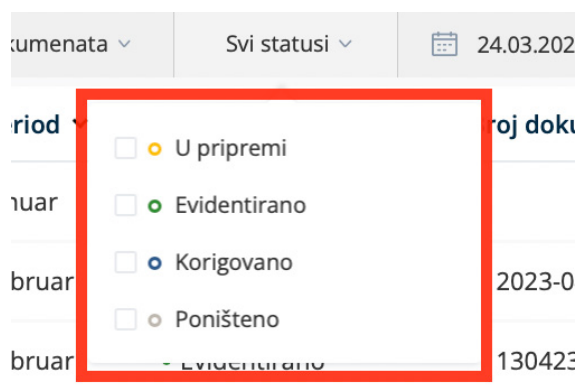 kumenata Svi statusi 24.03.202
riod roj doku
nuar U pripremi
Evidentirano
bruar Korigovano 2023-0
Poništeno
bruar Evidentirano 130423